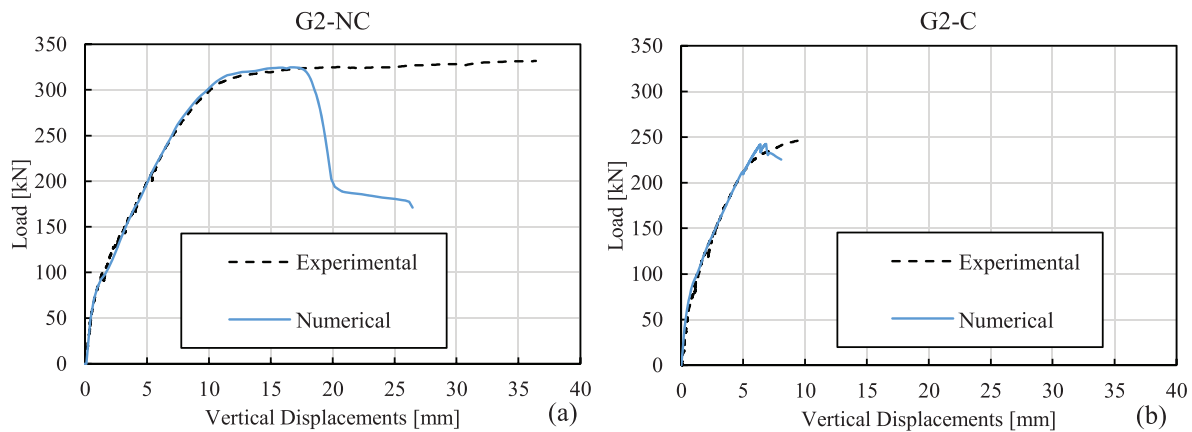 G2-NC
350
300
250
200
150
100
50
0
Load [kN]
Experimental
Numerical
0 5 10 15 20 25 30 35 40
Vertical Displacements [mm]
(a)
G2-C
350
300
250
200
150
100
50
0
Load [kN]
Experimental
Numerical
0 5 10 15 20 25 30 35 40
Vertical Displacements [mm]
(b)